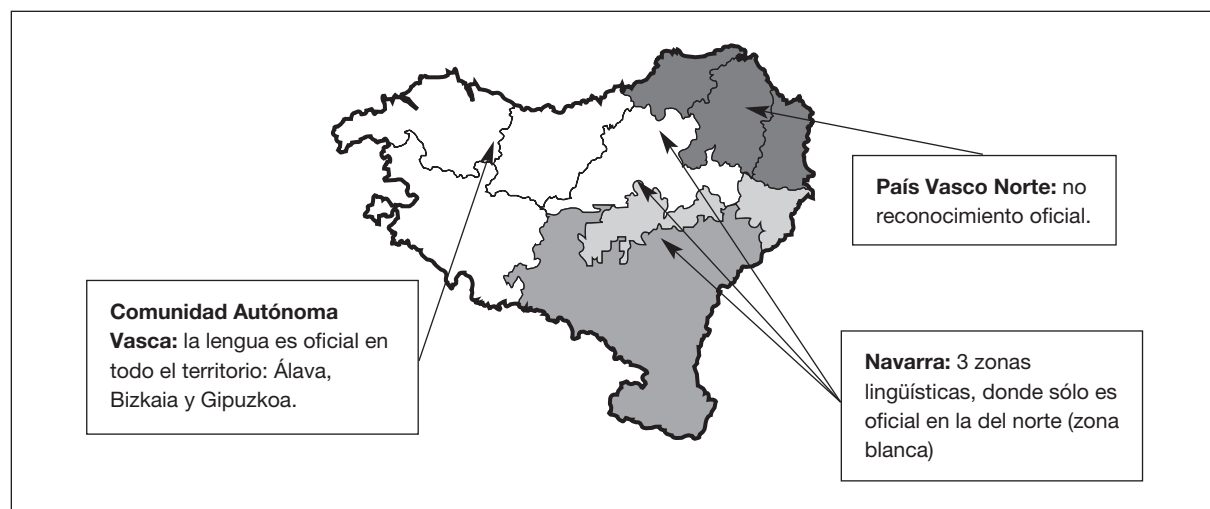 País Vasco Norte: no
reconocimiento oficial.
Comunidad Autónoma
Vasca: la lengua es oficial en
todo el territorio: Álava,
Bizkaia y Gipuzkoa.
Navarra: 3 zonas
lingüísticas, donde sólo es
oficial en la del norte (zona
blanca)